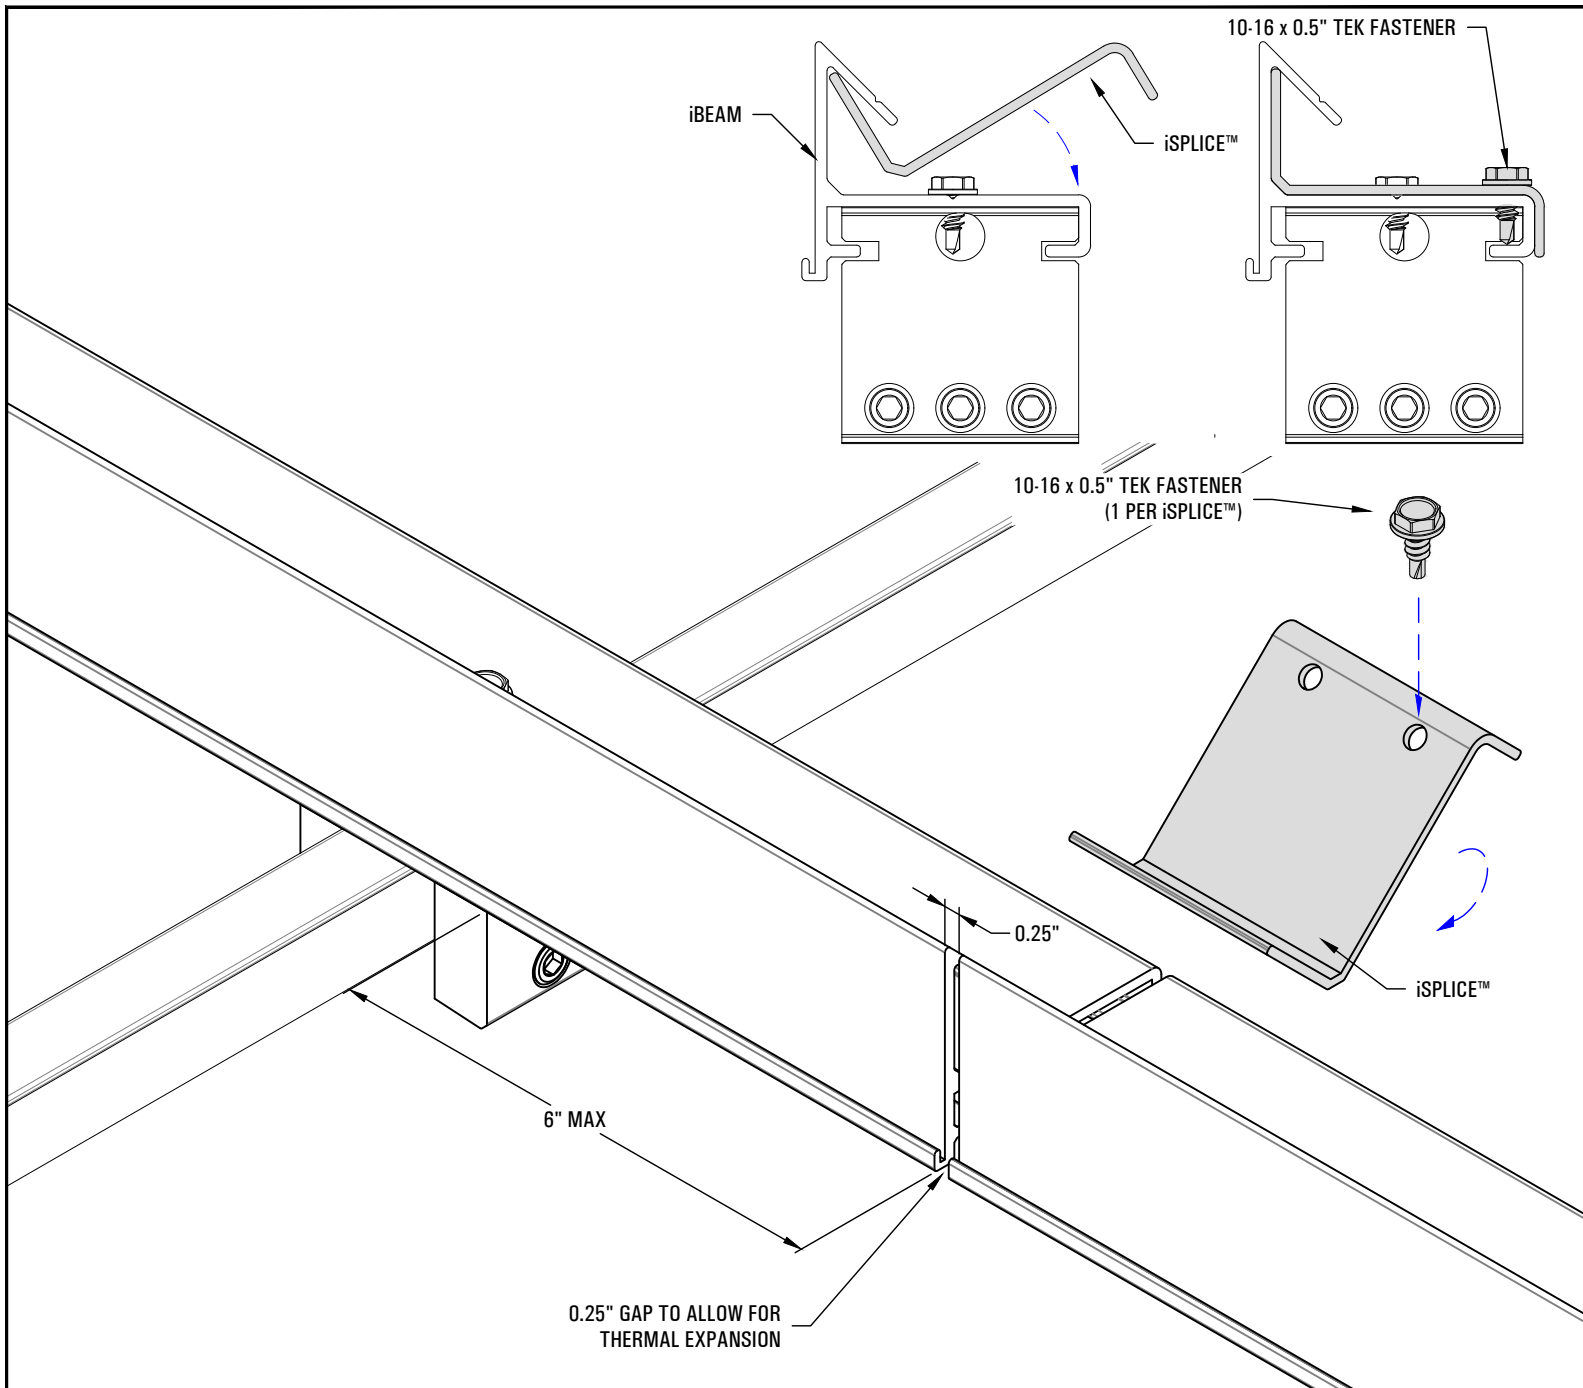 10-16 x 0.5" TEK FASTENER
iBEAM
iSPLICE™
10-16 x 0.5" TEK FASTENER
(1 PER iSPLICE™)
0.25"
iSPLICE™
6" MAX
0.25" GAP TO ALLOW FOR
THERMAL EXPANSION